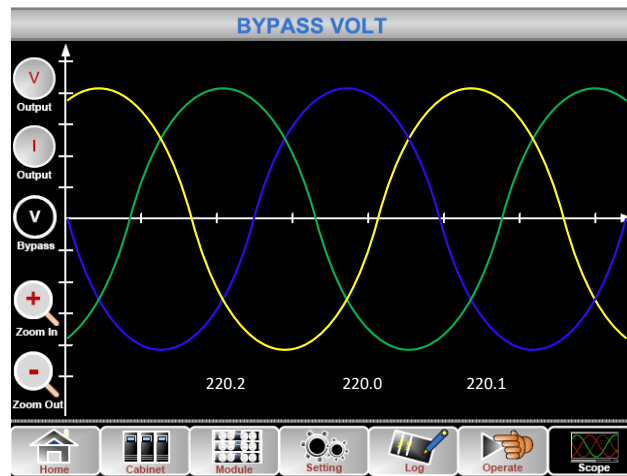 BYPASS VOLT
V
Output
I
Output
V
Bypass
+
Zoom In
-
Zoom Out
220.2 220.0 220.1
Home Cabinet Module Setting Log Operate Scope